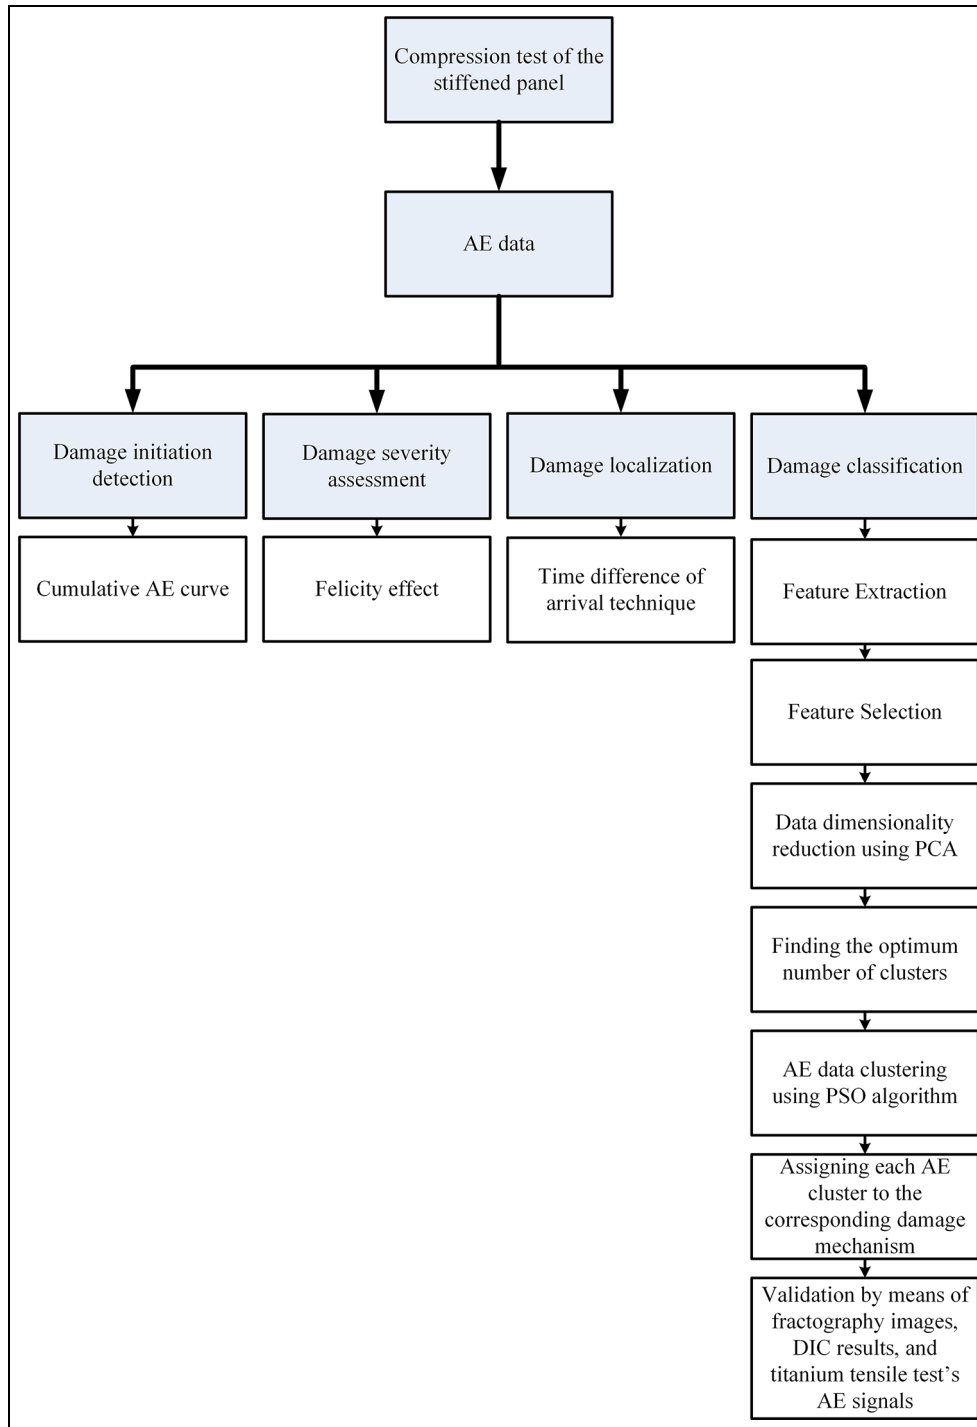 Compression test of the
stiffened panel
AE data
Damage initiation
detection
Damage severity
assessment
Damage localization
Damage classification
Cumulative AE curve
Felicity effect
Time difference of
arrival technique
Feature Extraction
Feature Selection
Data dimensionality
reduction using PCA
Finding the optimum
number of clusters
AE data clustering
using PSO algorithm
Assigning each AE
cluster to the
corresponding damage
mechanism
Validation by means of
fractography images,
DIC results, and
titanium tensile test's
AE signals